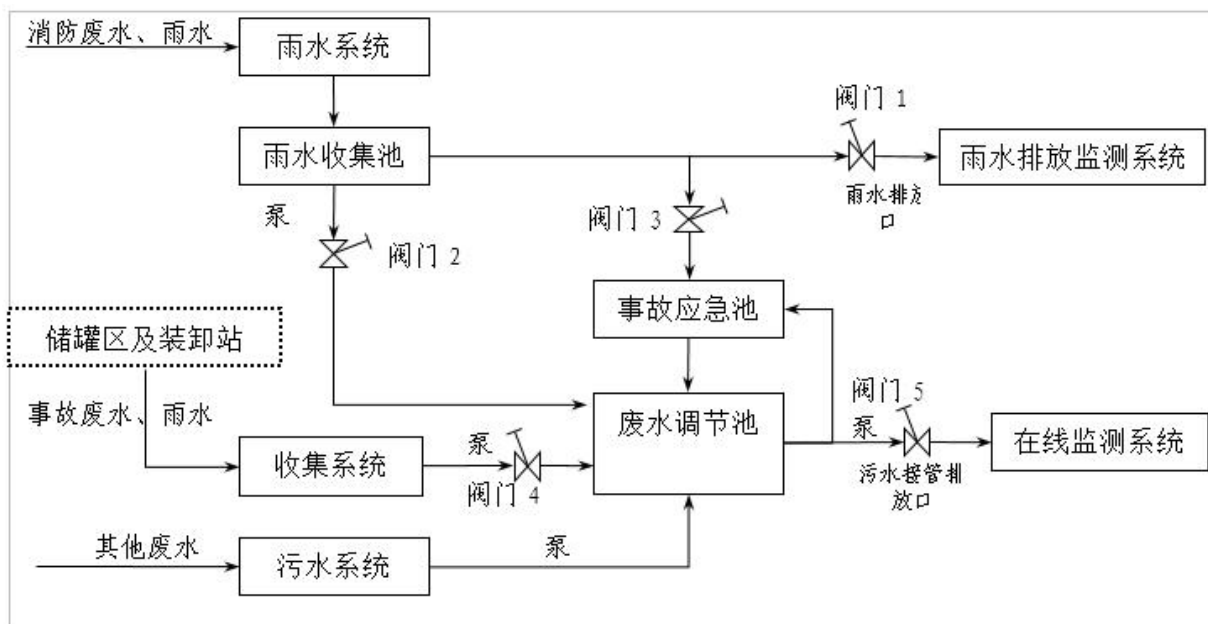 消防废水、雨水
雨水系统
阀门 1
雨水收集池
雨水排放监测系统
雨水排放
口
泵
阀门 2
阀门 3
事故应急池
储罐区及装卸站
事故废水、雨水
废水调节池
阀门 5
泵
在线监测系统
污水接管排
放口
收集系统
泵
阀门 4
其他废水
污水系统
泵